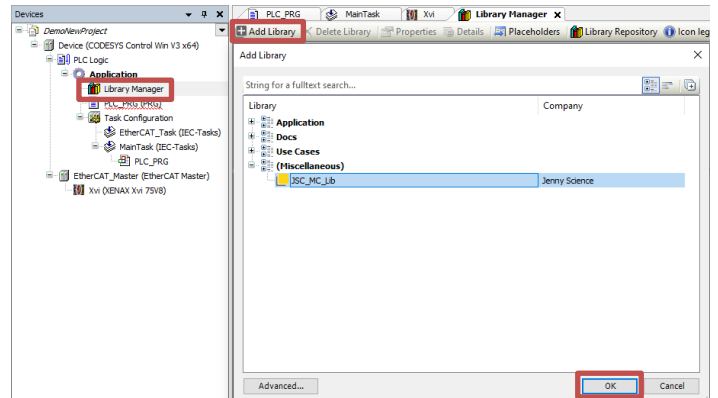 Devices
DemoNewProject
Device (CODESYS Control Win V3 x64)
PLC Logic
Application
Library Manager
PLC_PRG (PRG)
Task Configuration
EtherCAT_Task (IEC-Tasks)
MainTask (IEC-Tasks)
PLC_PRG
EtherCAT_Master (EtherCAT Master)
Xvi (XENAX Xvi 75V8)
PLC_PRG MainTask Xvi Library Manager x
Add Library Delete Library Properties Details Placeholders Library Repository Icon leg
Add Library
String for a fulltext search...
Library Company
Application
Docs
Use Cases
(Miscellaneous)
JSC_MC_Lib Jenny Science
Advanced... OK Cancel